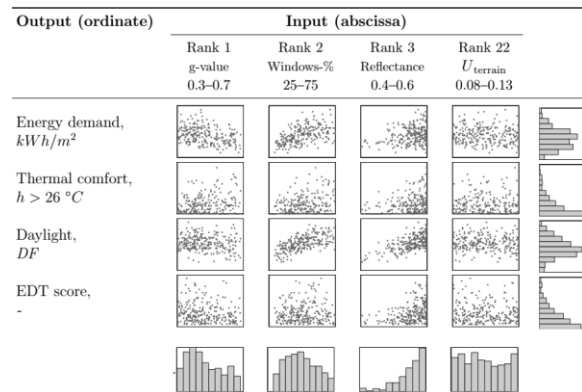 Output (ordinate) Input (abscissa)
Rank 1 Rank 2 Rank 3 Rank 22
g-value Windows-% Reflectance U_terrain
0.3–0.7 25–75 0.4–0.6 0.08–0.13
Energy demand,
kWh/m²
Thermal comfort,
h > 26 °C
Daylight,
DF
EDT score,
-